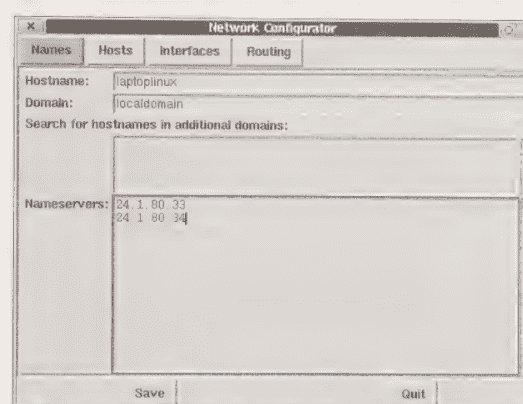 Network Configurator
Names Hosts Interfaces Routing
Hostname: laptoplinux
Domain: localdomain
Search for hostnames in additional domains:
Nameservers: 24.1.80.33
24.1.80.34
Save Quit